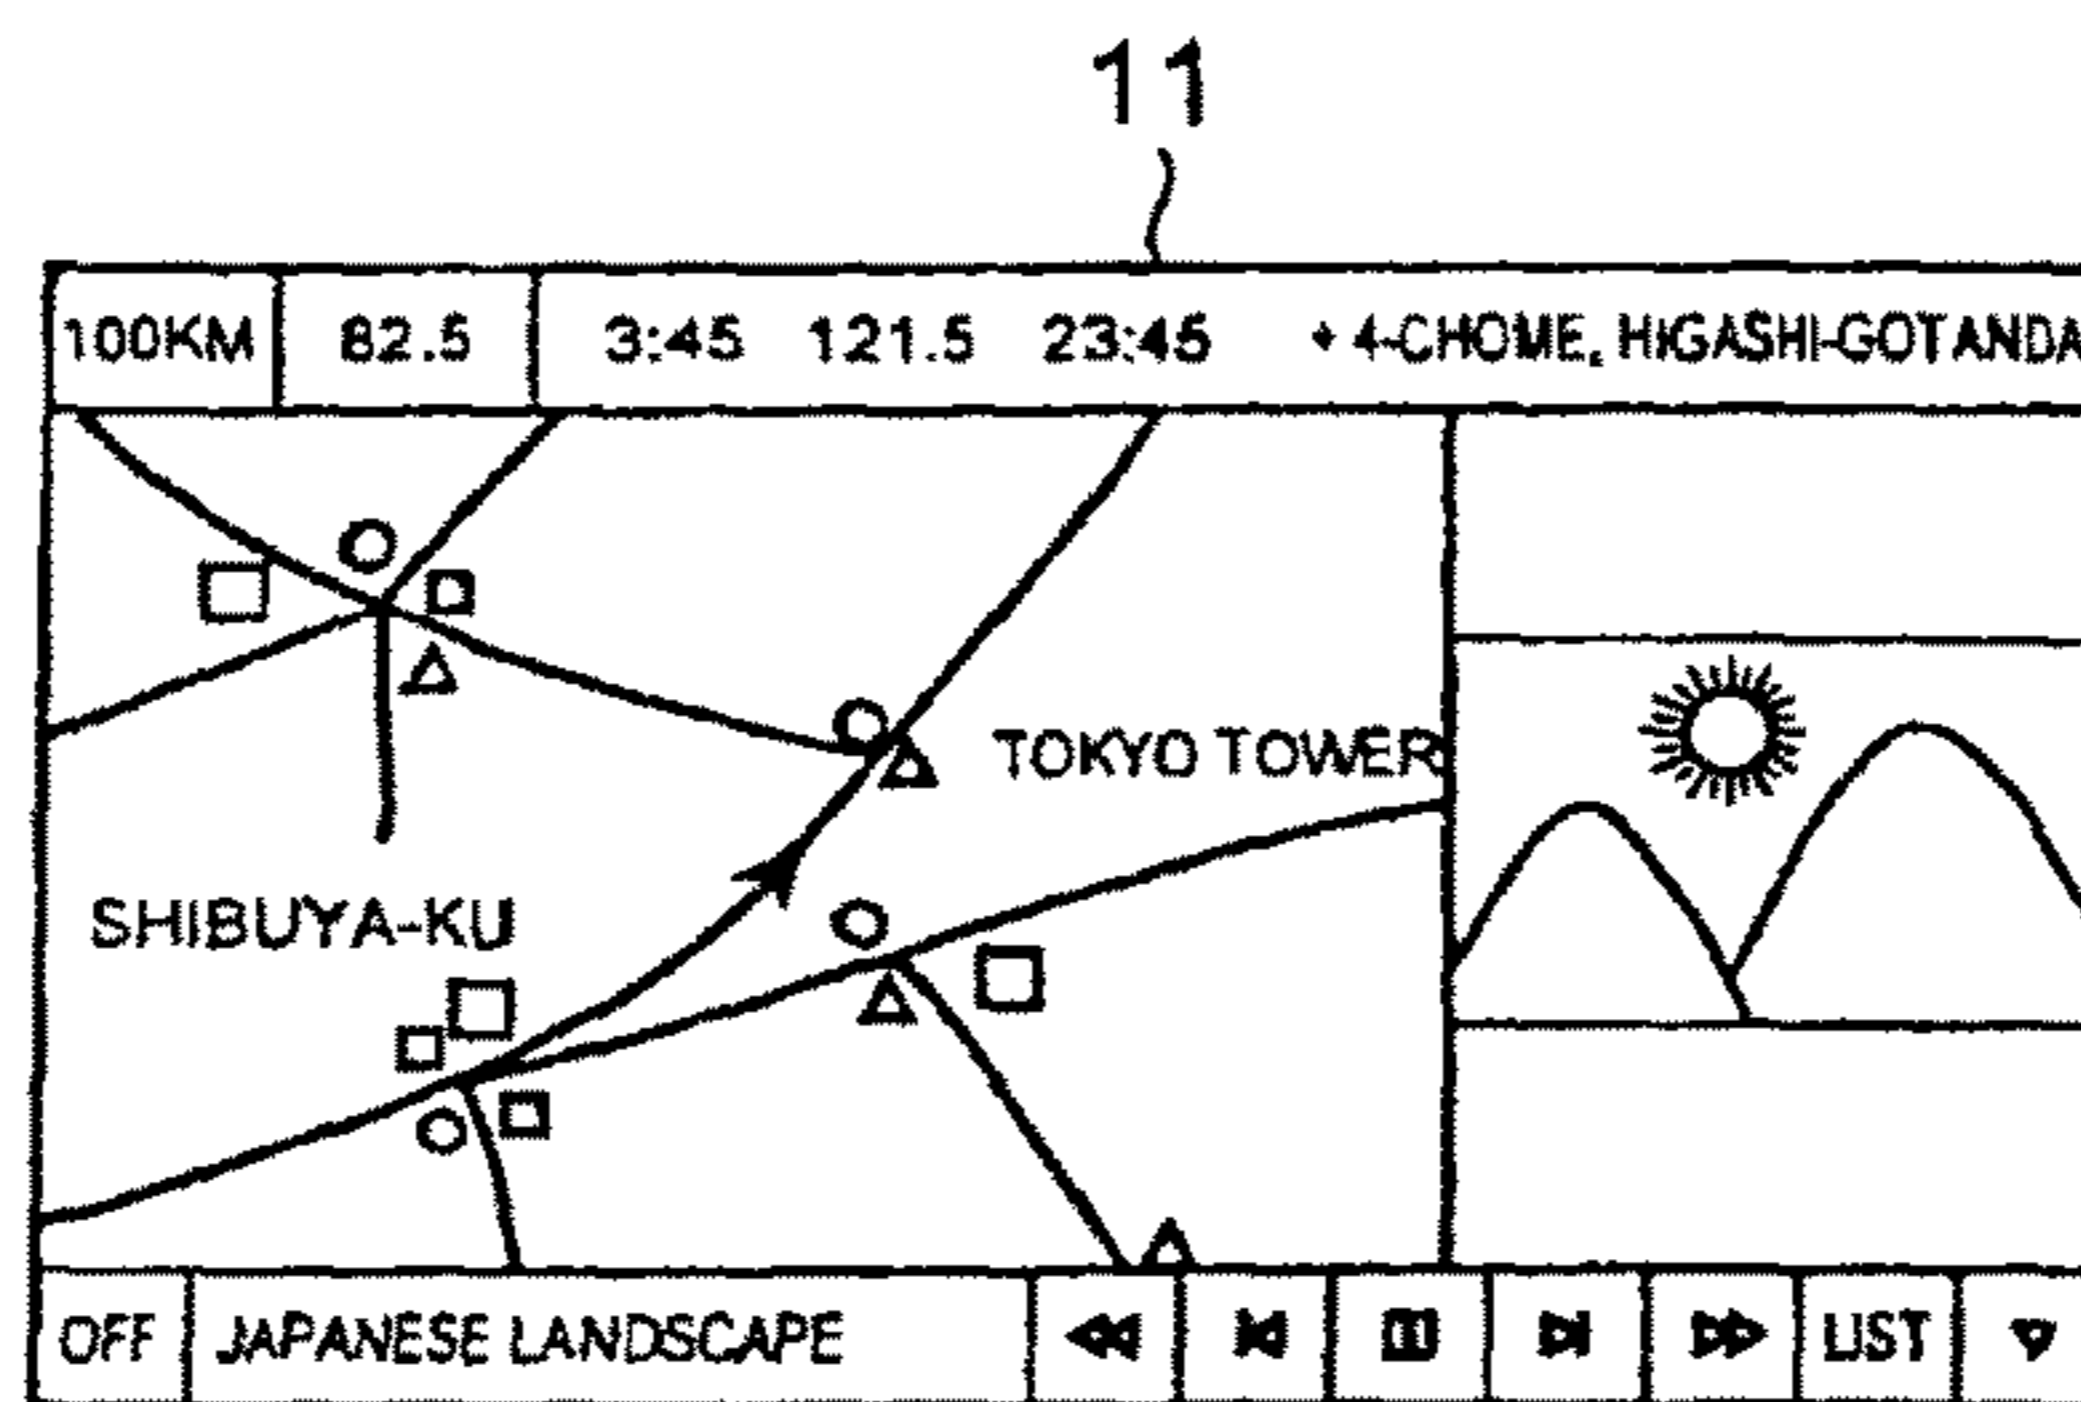 11
100KM 82.5 3:45 121.5 23:45 4-CHOME, HIGASHI-GOTANDA
TOKYO TOWER
SHIBUYA-KU
OFF JAPANESE LANDSCAPE LIST